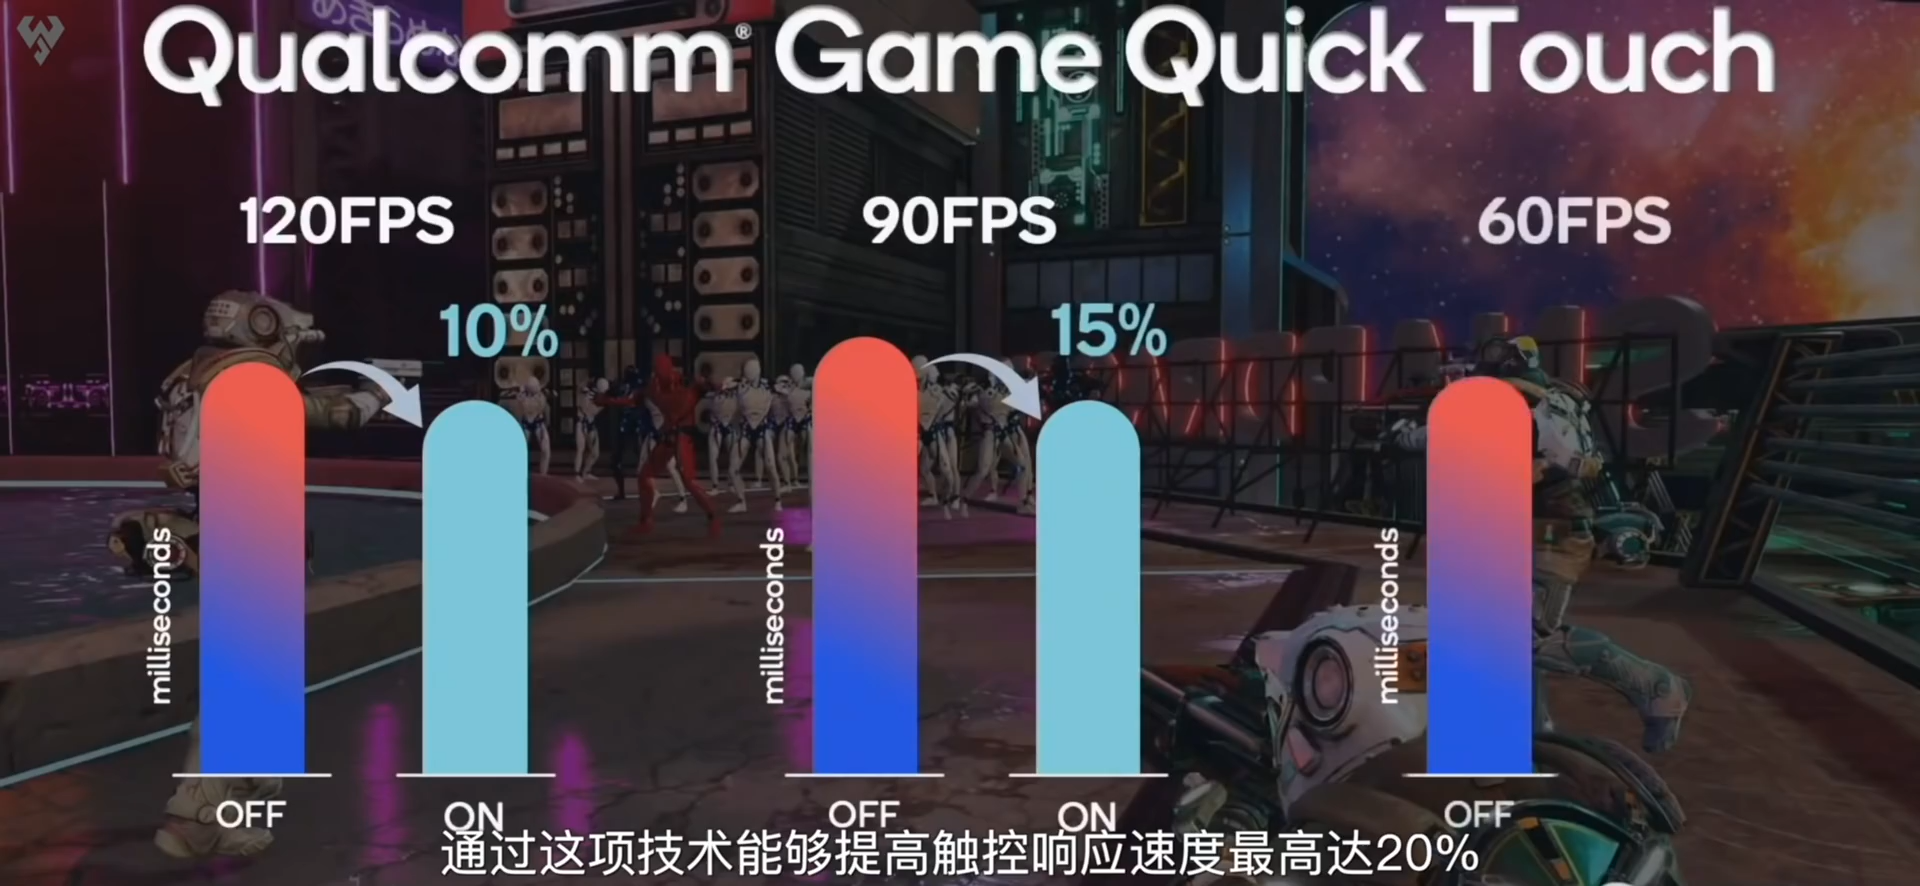 Qualcomm® Game Quick Touch
120FPS
90FPS
60FPS
10%
15%
milliseconds
milliseconds
milliseconds
OFF
ON
OFF
ON
OFF
通过这项技术能够提高触控响应速度最高达20%